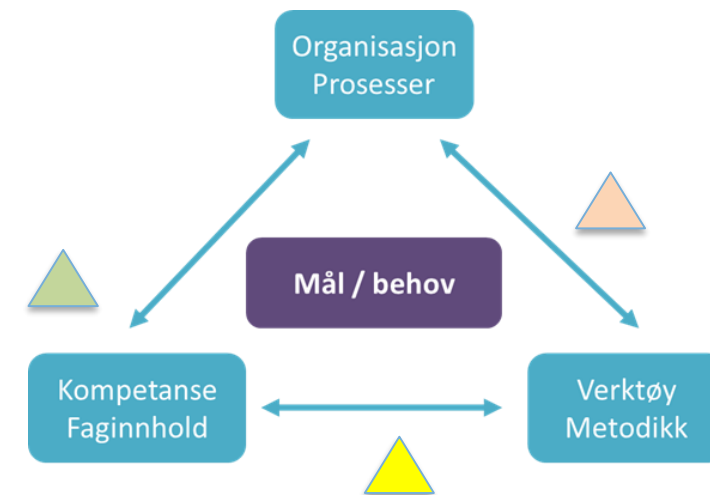 Organisasjon
Prosesser
Mål / behov
Kompetanse
Faginnhold
Verktøy
Metodikk